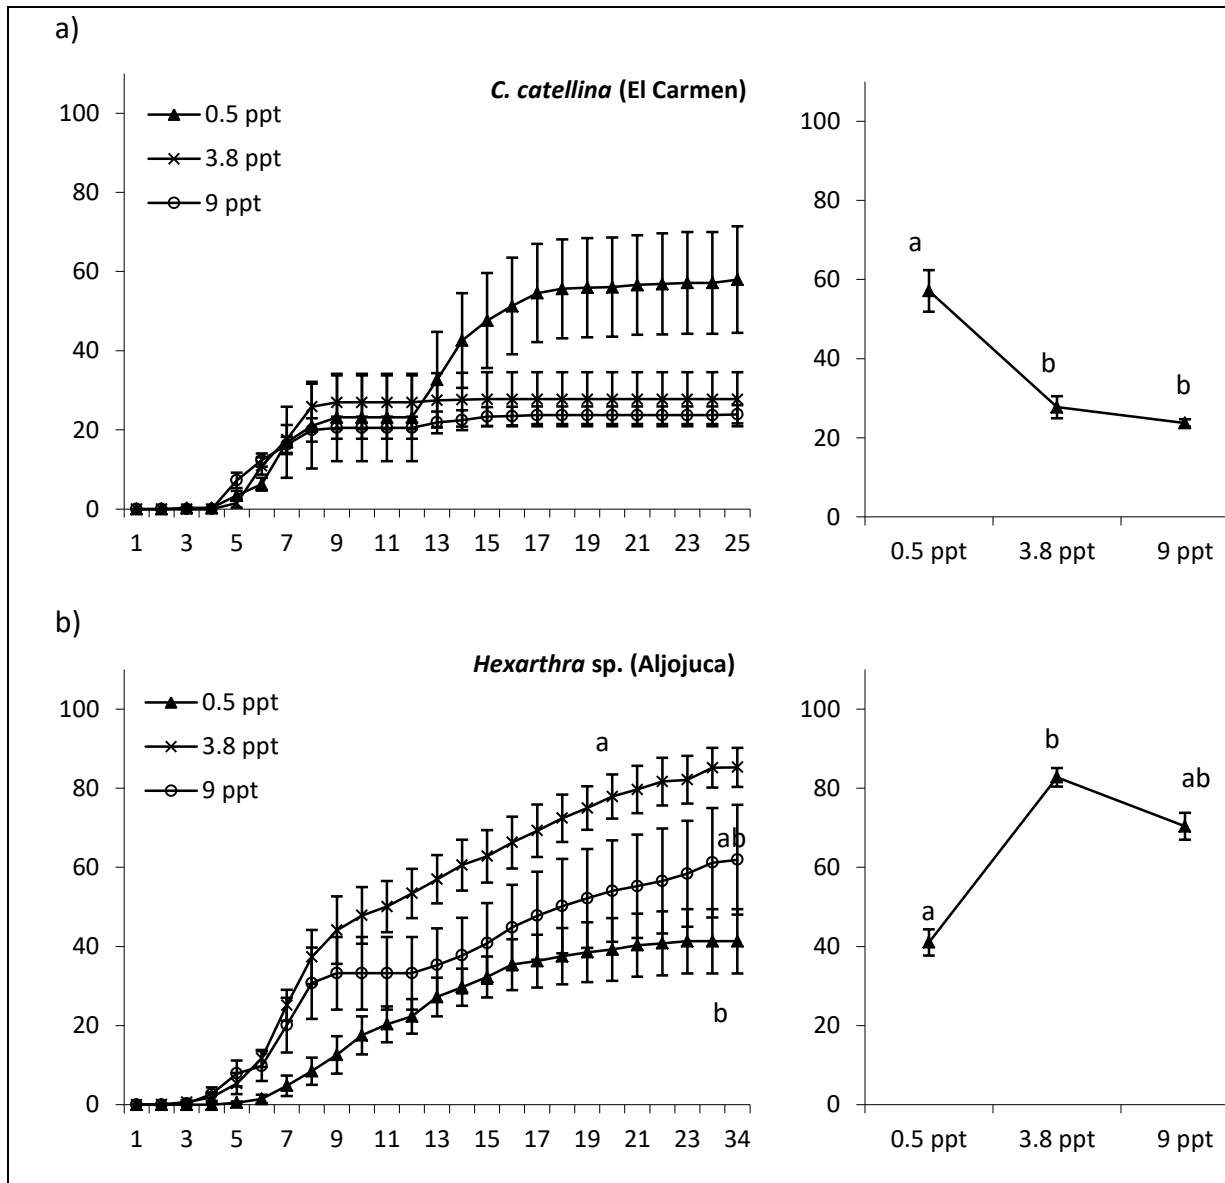 a)
C. catellina (El Carmen)
0.5 ppt
3.8 ppt
9 ppt
100
80
60
40
20
0
1 3 5 7 9 11 13 15 17 19 21 23 25
100
80
60
40
20
0
a
b
b
0.5 ppt 3.8 ppt 9 ppt
b)
Hexarthra sp. (Aljojuca)
0.5 ppt
3.8 ppt
9 ppt
100
80
60
40
20
0
a
ab
b
1 3 5 7 9 11 13 15 17 19 21 23 34
100
80
60
40
20
0
a
b
ab
0.5 ppt 3.8 ppt 9 ppt